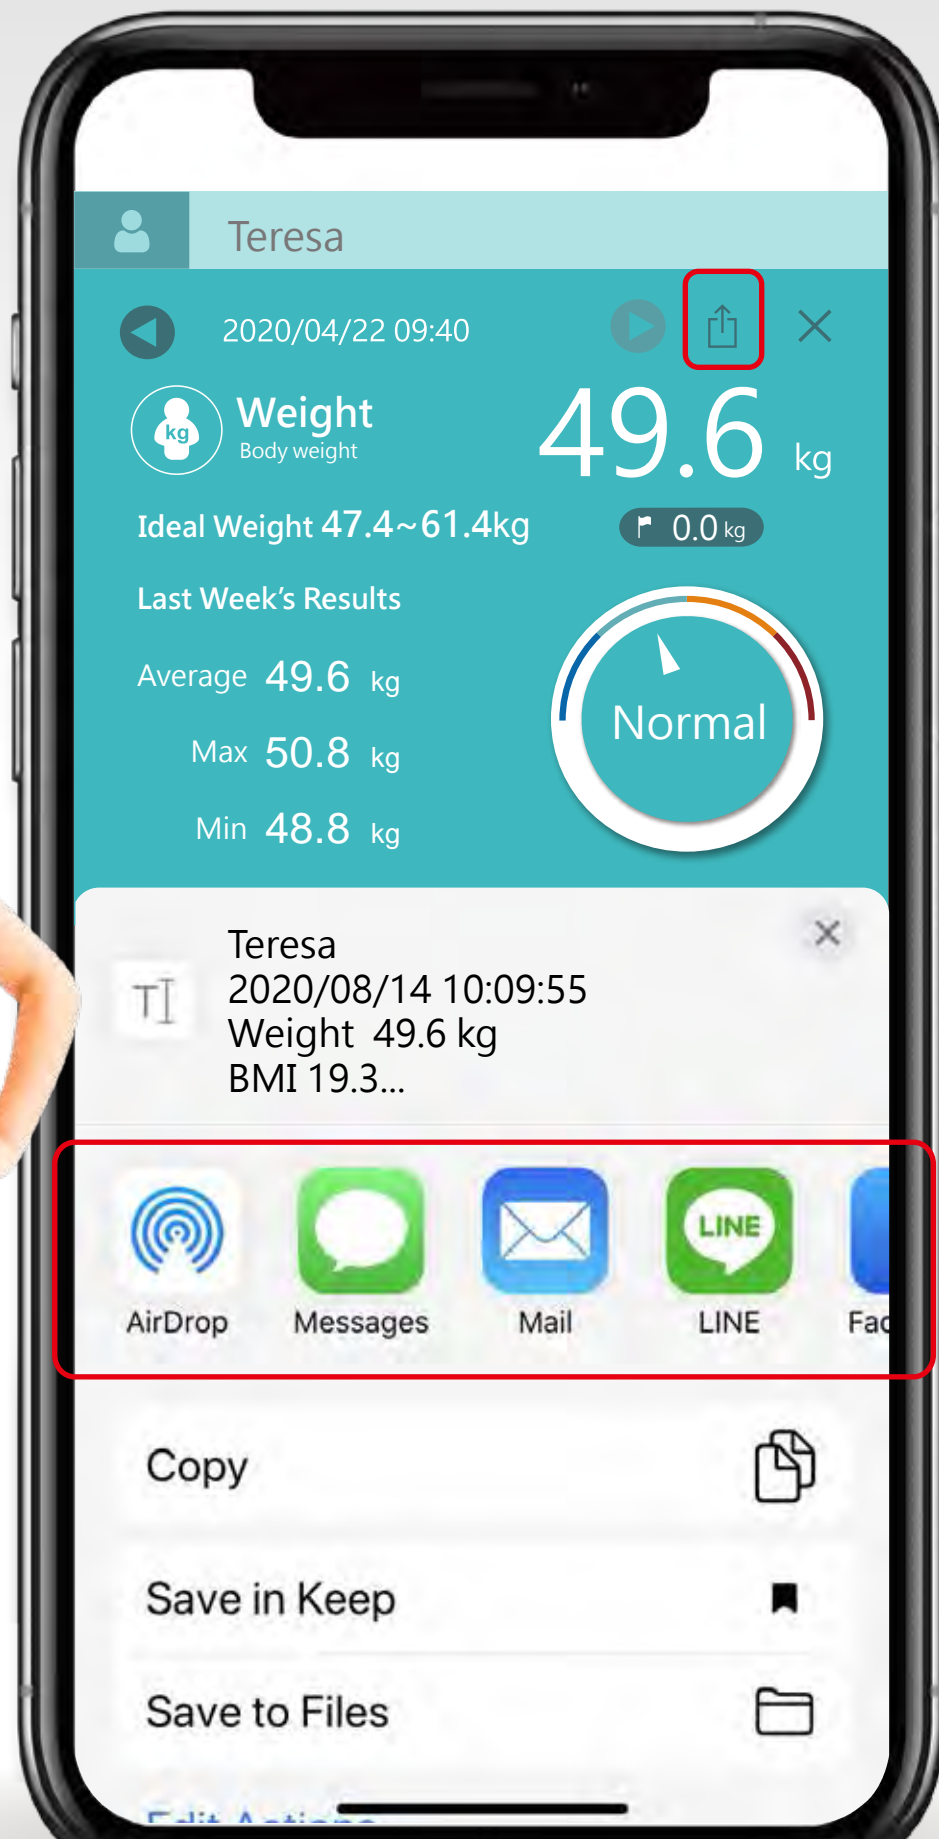 Teresa
2020/04/22 09:40
kg
Weight
Body weight
49.6 kg
Ideal Weight 47.4~61.4kg
0.0 kg
Last Week's Results
Average 49.6 kg
Max 50.8 kg
Min 48.8 kg
Normal
Teresa
2020/08/14 10:09:55
Weight 49.6 kg
BMI 19.3...
AirDrop
Messages
Mail
LINE
LINE
Fac
Copy
Save in Keep
Save to Files
Edit Actions